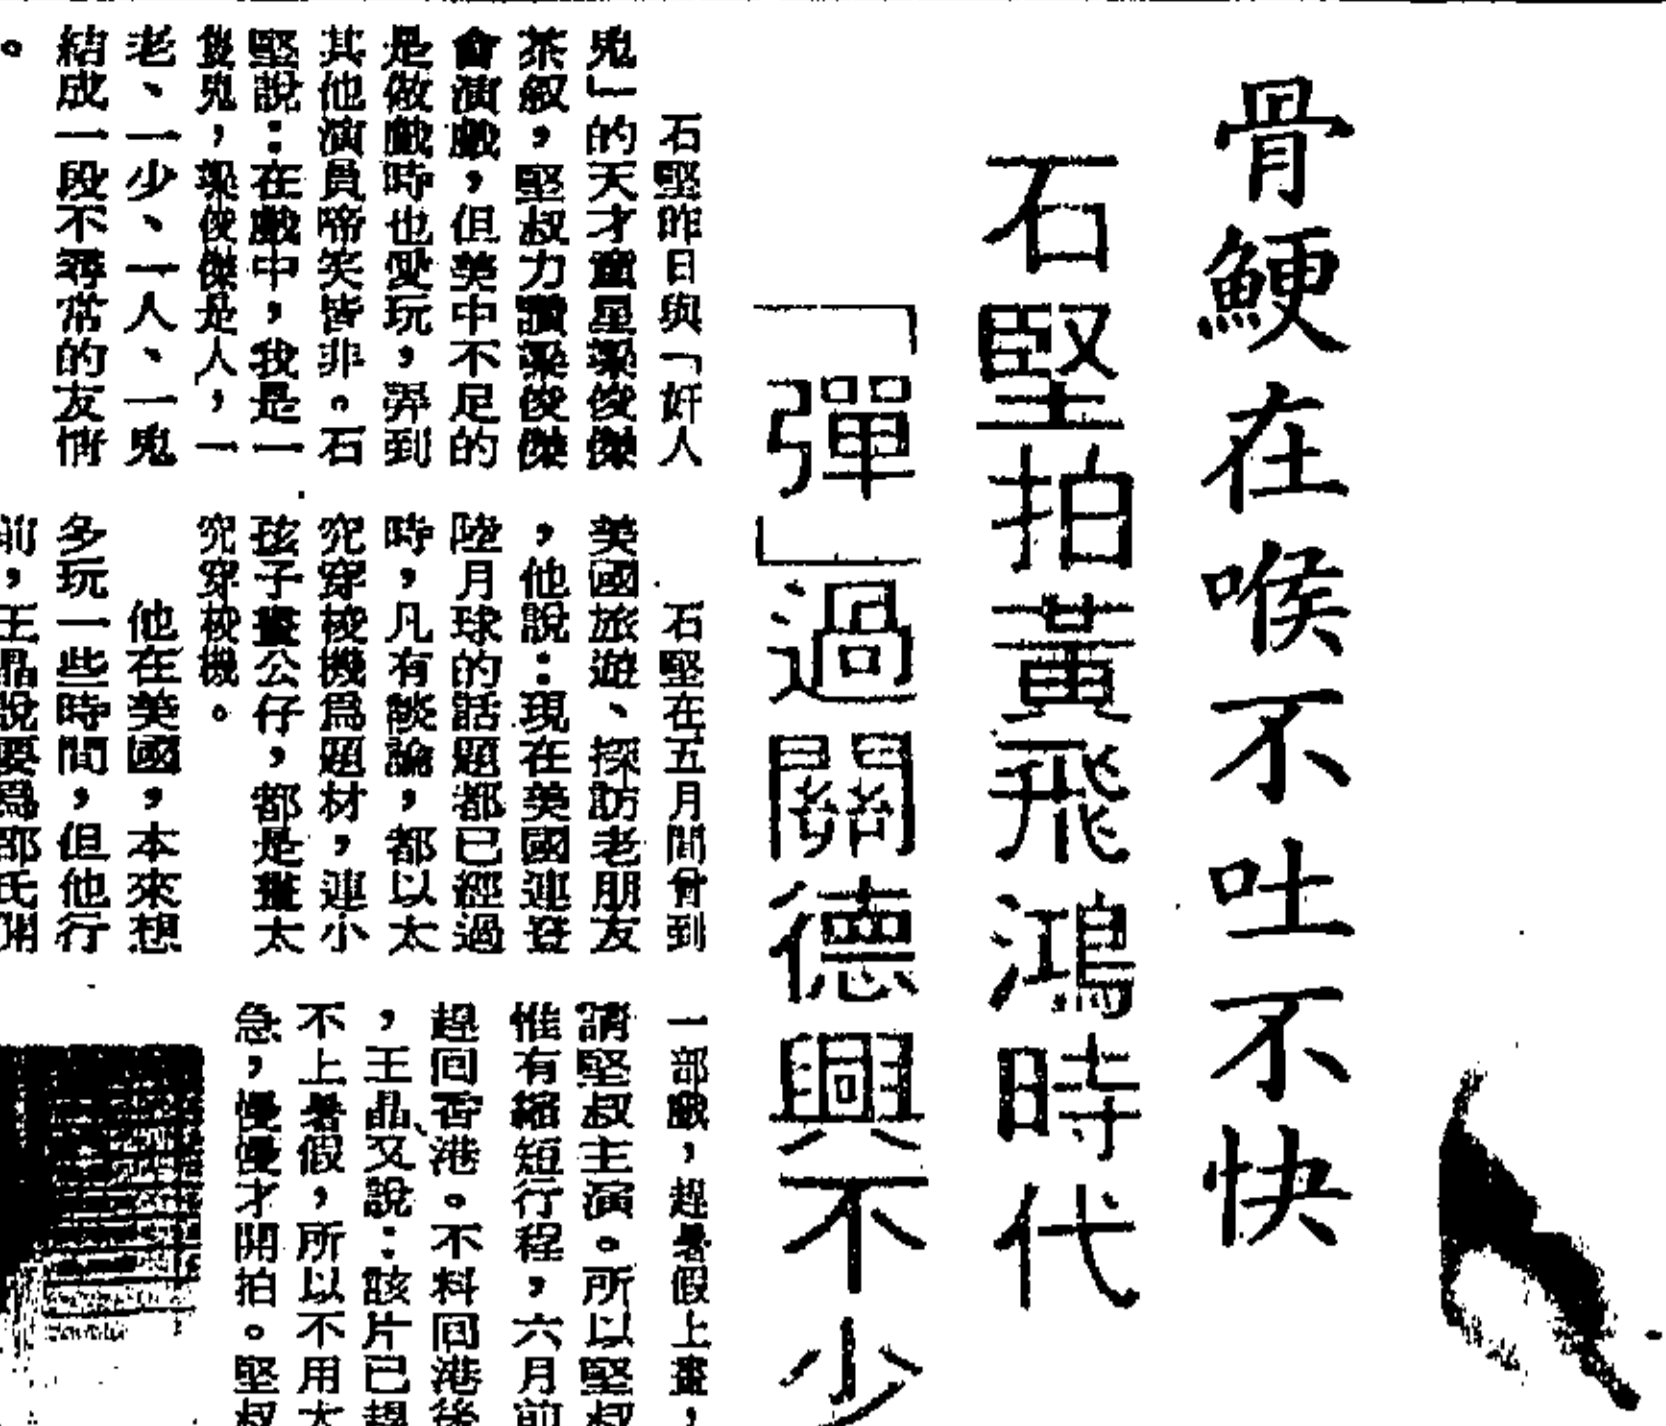 骨鯁在喉不吐不快
石堅拍黃飛鴻時代
「彈」過關德興不少
石堅昨日與「奸人
鬼」的天才童星梁俊傑
茶敘，堅叔力讚梁俊傑
會演戲，但美中不足的
是做戲時也愛玩，弄到
其他演員啼笑皆非。石
堅說：在戲中，我是一
隻鬼，梁俊傑是人，一
老、一少、一人、一鬼
結成一段不尋常的友情
。
石堅在五月間曾到
美國旅遊、探訪老朋友
，他說：現在美國連登
陸月球的話題都已經過
時，凡有談論，都以太
究穿梭機為題材，連小
孩子畫公仔，都是畫太
究穿梭機。
他在美國，本來想
多玩一些時間，但他行
前，王晶說要為邵氏開
一部戲，趕暑假上畫，
請堅叔主演。所以堅叔
惟有縮短行程，六月前
趕回香港。不料回港後
，王晶又說：該片已趕
不上暑假，所以不用太
急，慢慢才開拍。堅叔